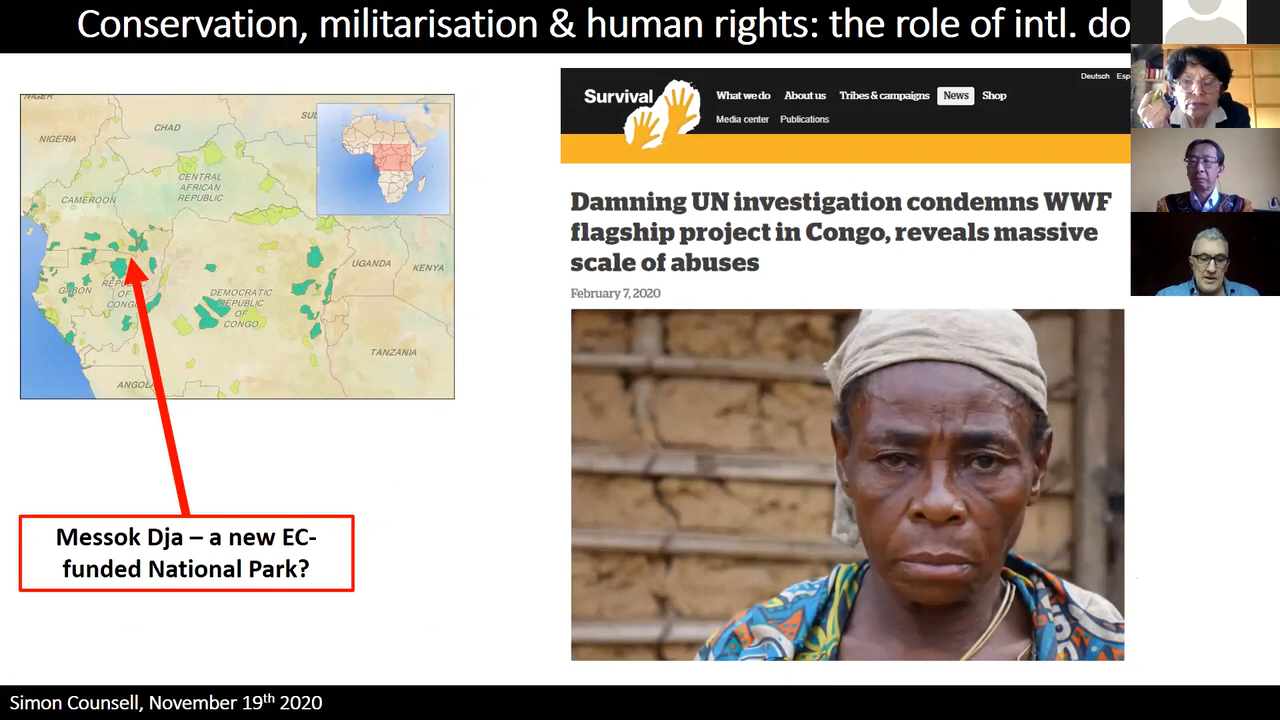 Conservation, militarisation & human rights: the role of intl. do
NIGER
NIGERIA
CHAD
SU
CENTRAL
AFRICAN
REPUBLIC
CAMEROON
UGANDA
KENYA
GABON
REPUBLIC
OF
CONGO
DEMOCRATIC
REPUBLIC
OF
CONGO
TANZANIA
ANGOLA
Messok Dja – a new EC-
funded National Park?
Survival
Deutsch Esp
What we do About us Tribes & campaigns News Shop
Media center Publications
Damning UN investigation condemns WWF
flagship project in Congo, reveals massive
scale of abuses
February 7, 2020
Simon Counsell, November 19th 2020